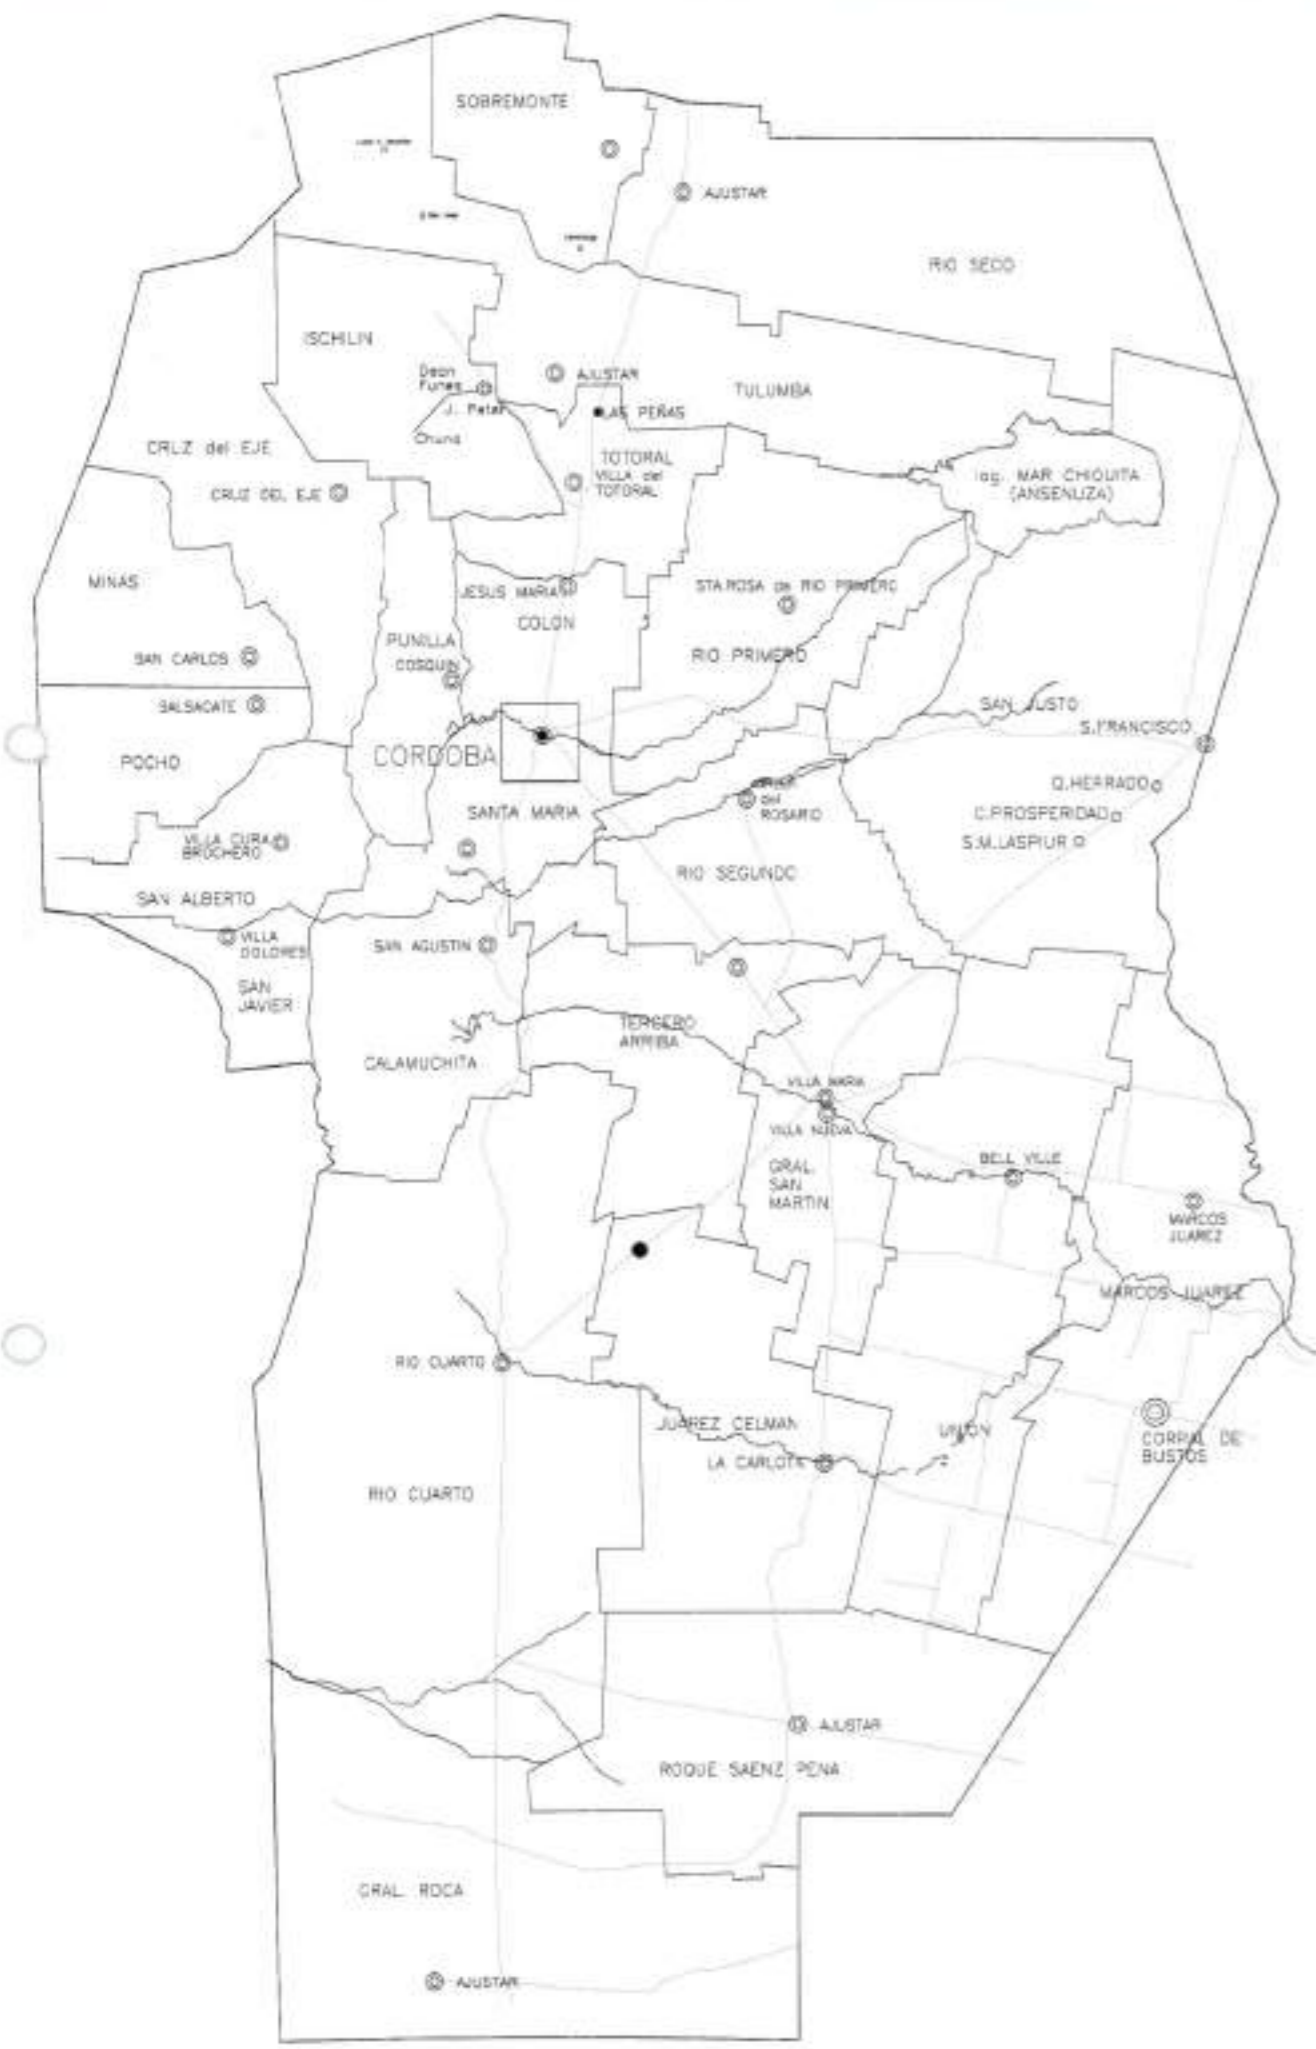 SOBREMONTE
AJUSTAR
RIO SECO
ISCHILIN
Dean
Funes
AJUSTAR
TULUMBA
J.
LAS PEÑAS
Chuna
CRUZ del EJE
TOTORAL
VILLA del
TOTORAL
lag. MAR CHIQUITA
(ANSENUZA)
CRUZ DEL EJE
MINAS
JESUS MARIA
STA.ROSA de RIO PRIMERO
COLON
PUNILLA
COSQUIN
SAN CARLOS
RIO PRIMERO
SALSACATE
SAN JUSTO
S.FRANCISCO
POCHO
CORDOBA
Q.HERRADO
del
ROSARIO
C.PROSPERIDAD
SANTA MARIA
VILLA CURA
BROCHERO
S.M.LASPIUR
RIO SEGUNDO
SAN ALBERTO
VILLA
DOLORES
SAN AGUSTIN
SAN
JAVIER
TERCERO
ARRIBA
CALAMUCHITA
VILLA MARIA
VILLA NUEVA
BELL VILLE
GRAL.
SAN
MARTIN
MARCOS
JUAREZ
MARCOS JUAREZ
RIO CUARTO
JUAREZ CELMAN
UNION
CORRAL DE
BUSTOS
LA CARLOTA
RIO CUARTO
AJUSTAR
ROQUE SAENZ PENA
GRAL. ROCA
AJUSTAR